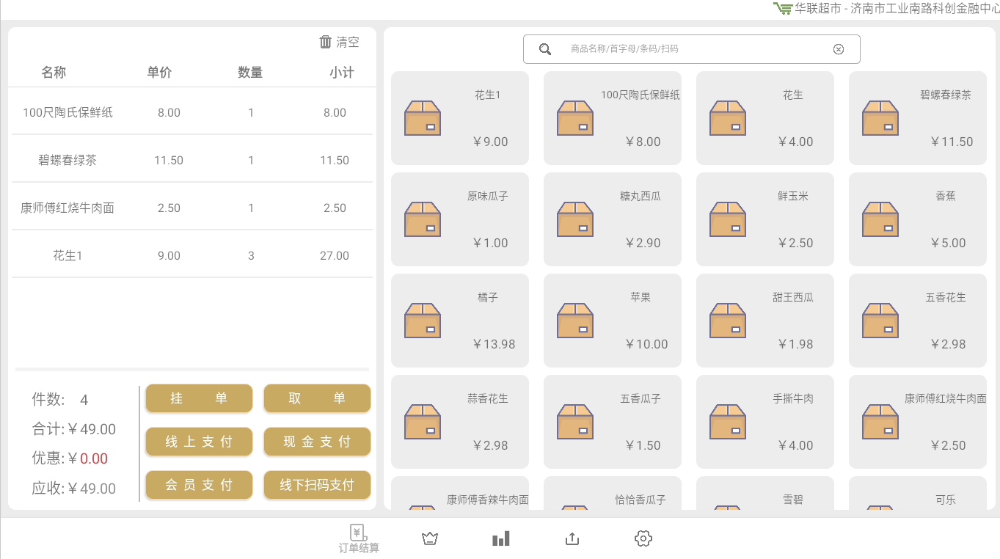 华联超市 - 济南市工业南路科创金融中心
清空
名称 单价 数量 小计
100尺陶氏保鲜纸 8.00 1 8.00
碧螺春绿茶 11.50 1 11.50
康师傅红烧牛肉面 2.50 1 2.50
花生1 9.00 3 27.00
件数: 4
合计:￥49.00
优惠:￥0.00
应收:￥49.00
挂 单 取 单
线上支付 现金支付
会员支付 线下扫码支付
商品名称/首字母/条码/扫码
花生1 100尺陶氏保鲜纸 花生 碧螺春绿茶
￥9.00 ￥8.00 ￥4.00 ￥11.50
原味瓜子 糖丸西瓜 鲜玉米 香蕉
￥1.00 ￥2.90 ￥2.50 ￥5.00
橘子 苹果 甜王西瓜 五香花生
￥13.98 ￥10.00 ￥1.98 ￥2.98
蒜香花生 五香瓜子 手撕牛肉 康师傅红烧牛肉面
￥2.98 ￥1.50 ￥4.00 ￥2.50
康师傅香辣牛肉面 恰恰香瓜子 雪碧 可乐
订单结算